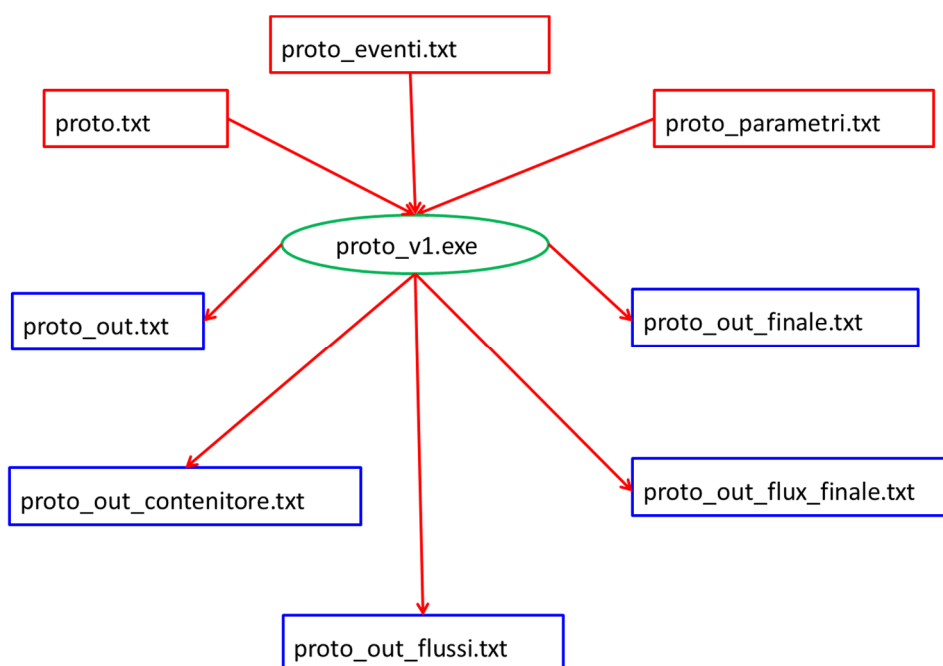 proto_eventi.txt
proto.txt
proto_parametri.txt
proto_v1.exe
proto_out.txt
proto_out_finale.txt
proto_out_contenitore.txt
proto_out_flux_finale.txt
proto_out_flussi.txt